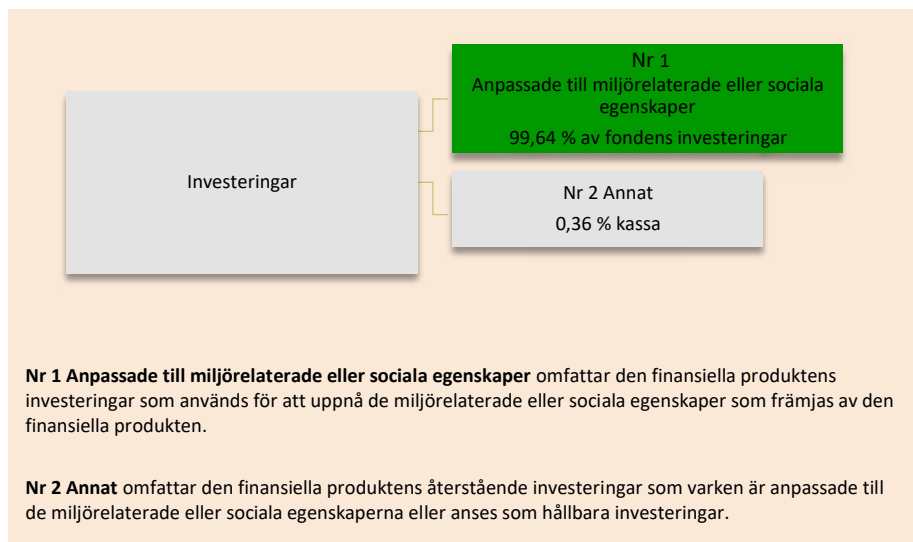 Nr 1
Anpassade till miljörelaterade eller sociala
egenskaper
99,64 % av fondens investeringar
Investeringar
Nr 2 Annat
0,36 % kassa
Nr 1 Anpassade till miljörelaterade eller sociala egenskaper omfattar den finansiella produktens
investeringar som används för att uppnå de miljörelaterade eller sociala egenskaper som främjas av den
finansiella produkten.
Nr 2 Annat omfattar den finansiella produktens återstående investeringar som varken är anpassade till
de miljörelaterade eller sociala egenskaperna eller anses som hållbara investeringar.